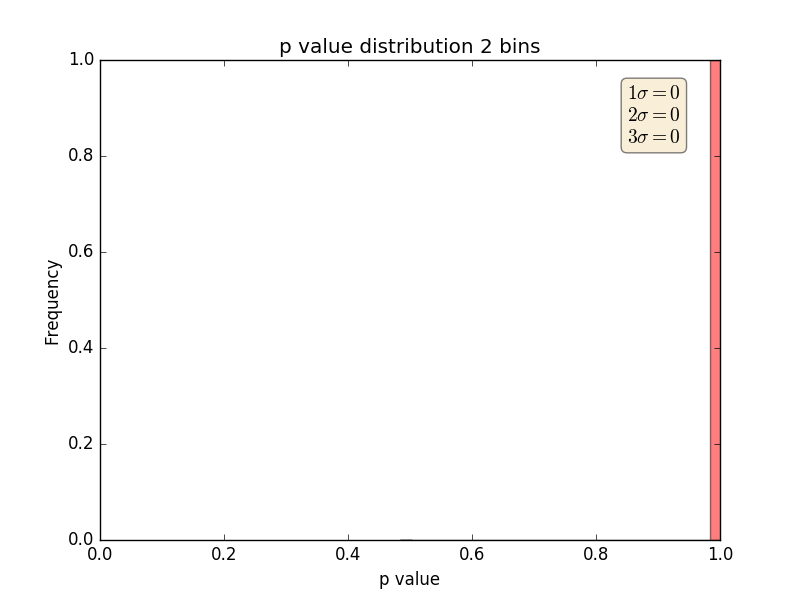 p value distribution 2 bins
1.0
0.8
0.6
0.4
0.2
0.0
Frequency
1σ = 0
2σ = 0
3σ = 0
0.0 0.2 0.4 0.6 0.8 1.0
p value